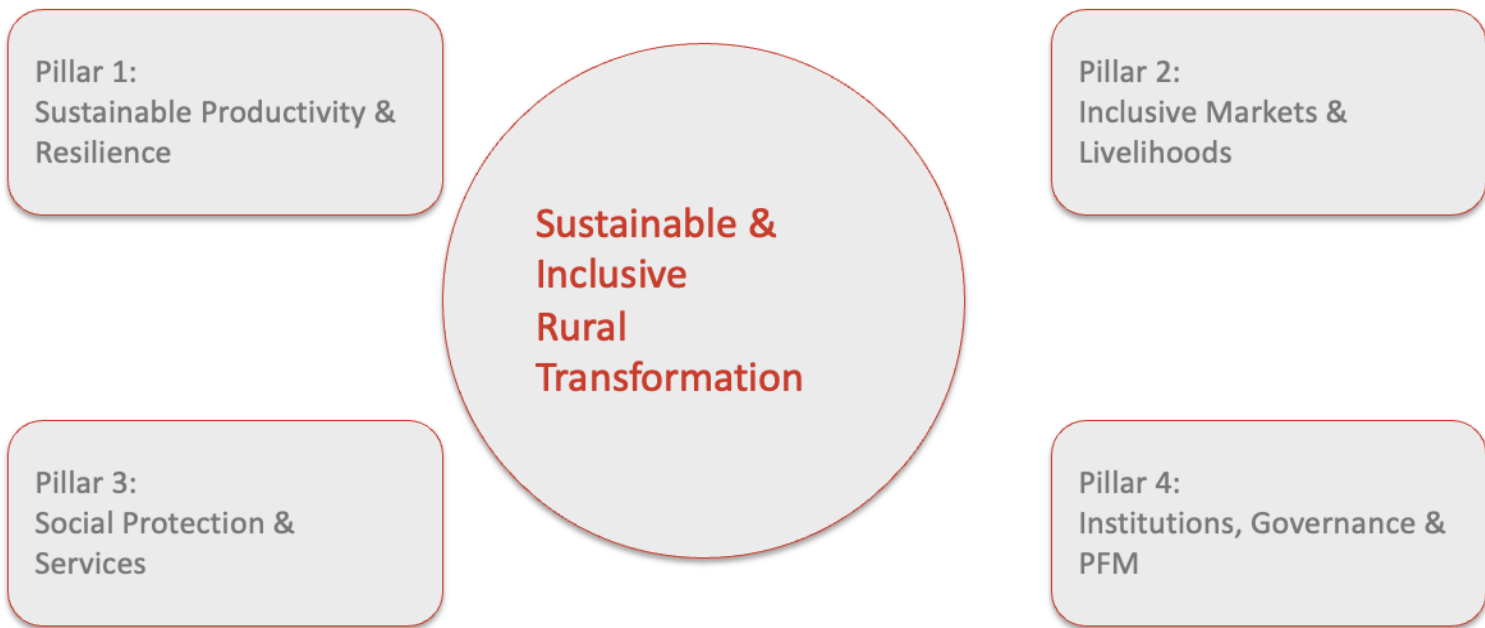 Pillar 1:
Sustainable Productivity &
Resilience
Pillar 2:
Inclusive Markets &
Livelihoods
Sustainable &
Inclusive
Rural
Transformation
Pillar 3:
Social Protection &
Services
Pillar 4:
Institutions, Governance &
PFM